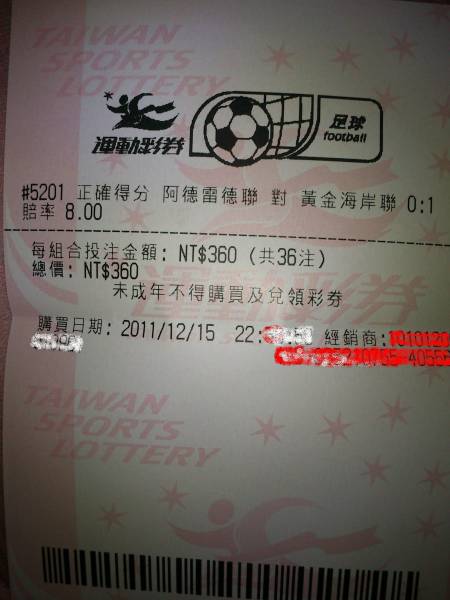 TAIWAN
SPORTS
LOTTERY
運動彩券
足球
football
#5201 正確得分 阿德雷德聯 對 黃金海岸聯 0:1
賠率 8.00
每組合投注金額: NT$360 (共36注)
總價: NT$360
未成年不得購買及兌領彩券
購買日期: 2011/12/15 22: 經銷商:
TAIWAN
SPORTS
LOTTERY